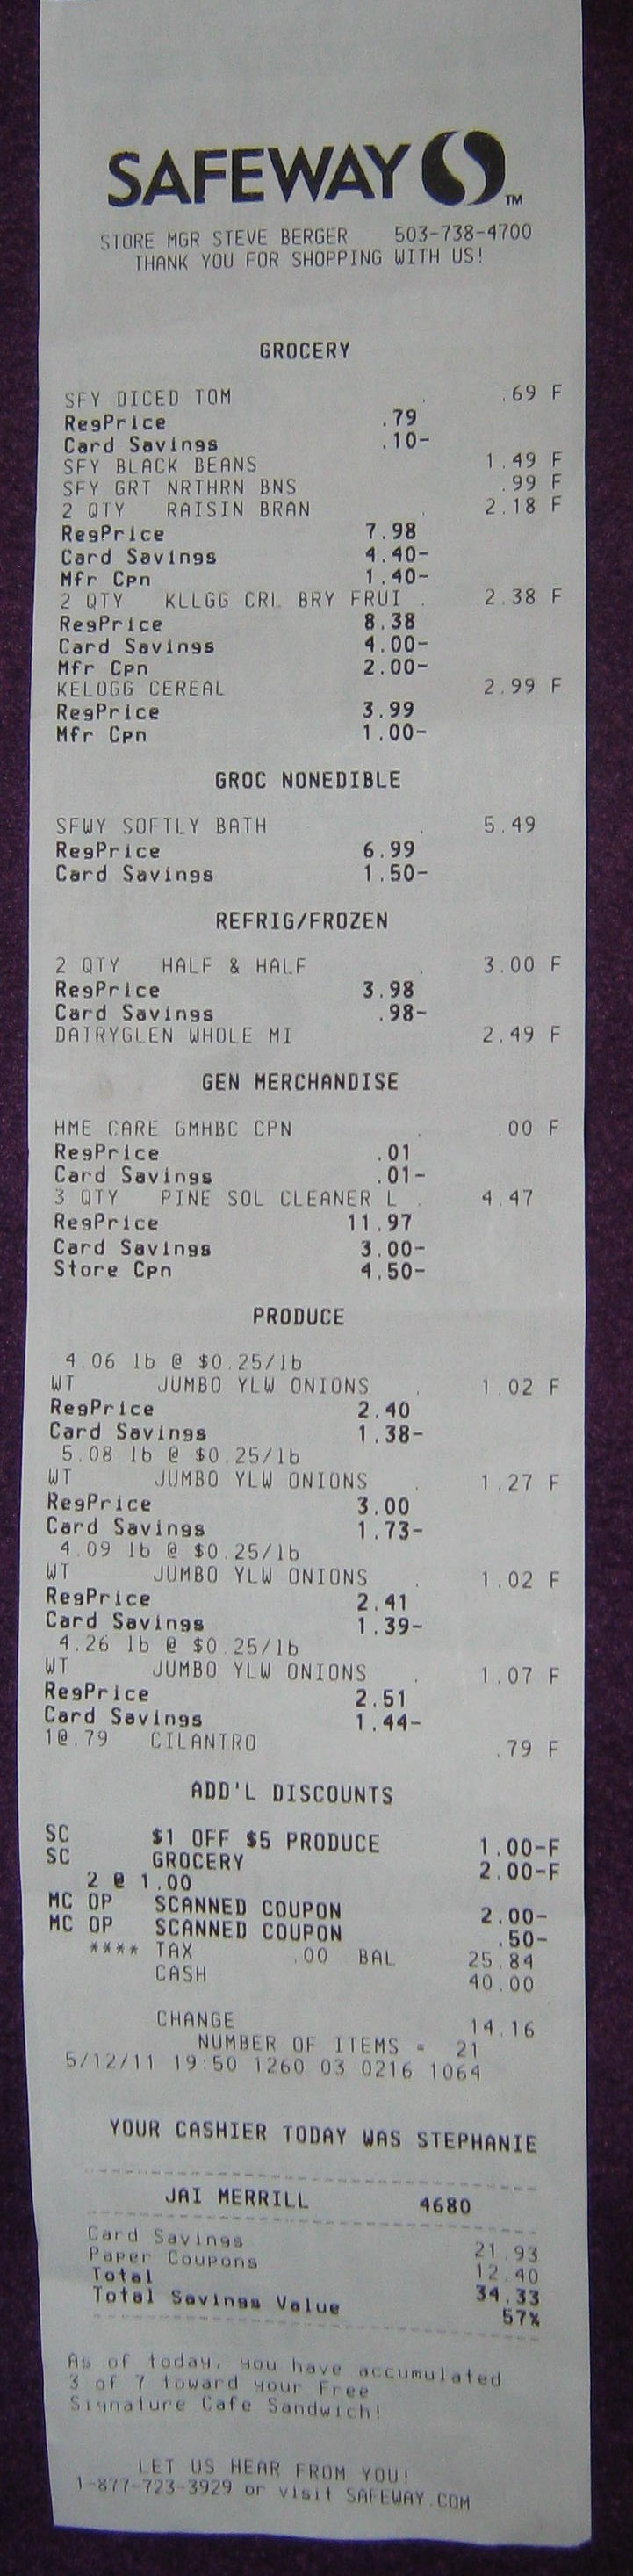 SAFEWAY TM
STORE MGR STEVE BERGER 503-738-4700
THANK YOU FOR SHOPPING WITH US!
GROCERY
SFY DICED TOM .69 F
RegPrice .79
Card Savings .10-
SFY BLACK BEANS 1.49 F
SFY GRT NRTHRN BNS .99 F
2 QTY RAISIN BRAN 2.18 F
RegPrice 7.98
Card Savings 4.40-
Mfr Cpn 1.40-
2 QTY KLLGG CRL BRY FRUI . 2.38 F
RegPrice 8.38
Card Savings 4.00-
Mfr Cpn 2.00-
KELOGG CEREAL 2.99 F
RegPrice 3.99
Mfr Cpn 1.00-
GROC NONEDIBLE
SFWY SOFTLY BATH . 5.49
RegPrice 6.99
Card Savings 1.50-
REFRIG/FROZEN
2 QTY HALF & HALF . 3.00 F
RegPrice 3.98
Card Savings .98-
DAIRYGLEN WHOLE MI 2.49 F
GEN MERCHANDISE
HME CARE GMHBC CPN . .00 F
RegPrice .01
Card Savings .01-
3 QTY PINE SOL CLEANER L . 4.47
RegPrice 11.97
Card Savings 3.00-
Store Cpn 4.50-
PRODUCE
4.06 lb @ $0.25/lb
WT JUMBO YLW ONIONS . 1.02 F
RegPrice 2.40
Card Savings 1.38-
5.08 lb @ $0.25/lb
WT JUMBO YLW ONIONS . 1.27 F
RegPrice 3.00
Card Savings 1.73-
4.09 lb @ $0.25/lb
WT JUMBO YLW ONIONS . 1.02 F
RegPrice 2.41
Card Savings 1.39-
4.26 lb @ $0.25/lb
WT JUMBO YLW ONIONS . 1.07 F
RegPrice 2.51
Card Savings 1.44-
1@.79 CILANTRO .79 F
ADD'L DISCOUNTS
SC $1 OFF $5 PRODUCE 1.00-F
SC GROCERY 2.00-F
2 @ 1.00
MC OP SCANNED COUPON 2.00-
MC OP SCANNED COUPON .50-
**** TAX .00 BAL 25.84
CASH 40.00
CHANGE 14.16
NUMBER OF ITEMS = 21
5/12/11 19:50 1260 03 0216 1064
YOUR CASHIER TODAY WAS STEPHANIE
JAI MERRILL 4680
Card Savings 21.93
Paper Coupons 12.40
Total 34.33
Total Savings Value 57%
As of today, you have accumulated
3 of 7 toward your Free
Signature Cafe Sandwich!
LET US HEAR FROM YOU!
1-877-723-3929 or visit SAFEWAY.COM